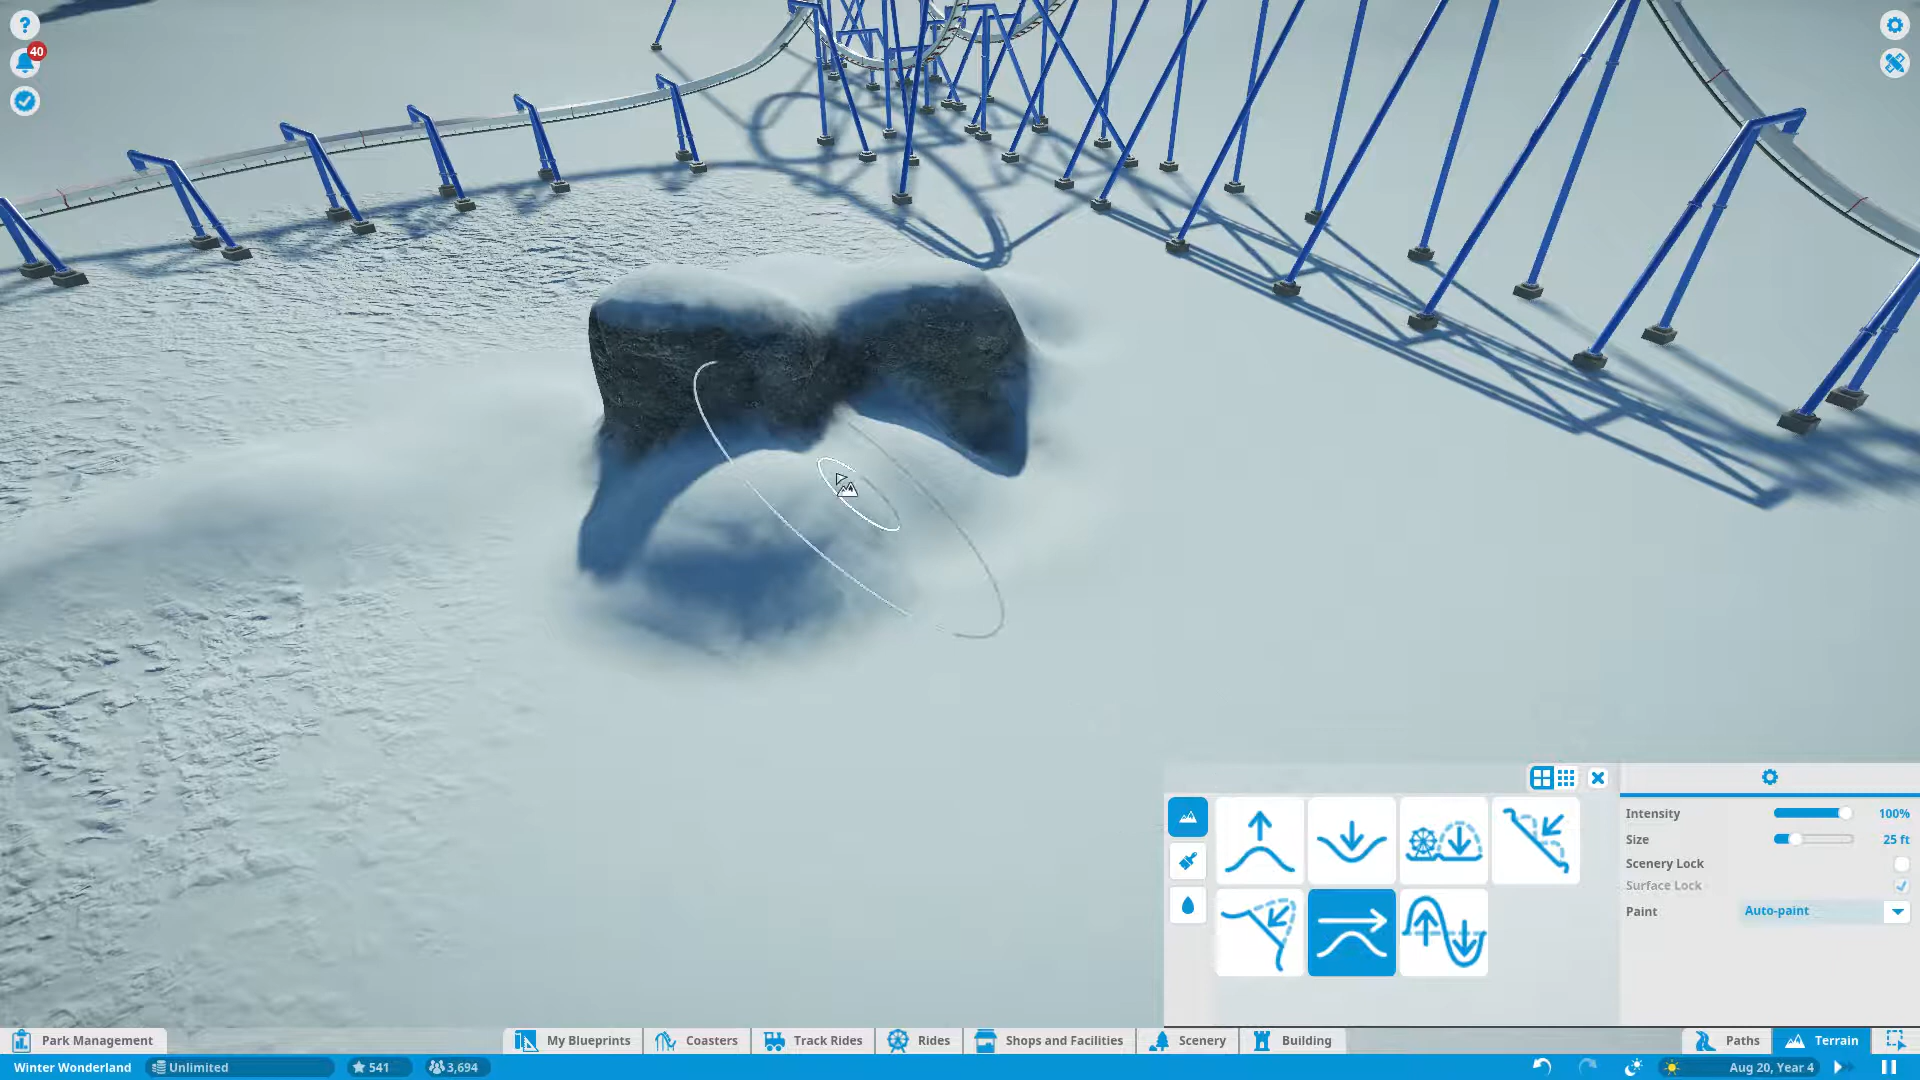 ?
40
Intensity 100%
Size 25 ft
Scenery Lock
Surface Lock
Paint Auto-paint
Park Management My Blueprints Coasters Track Rides Rides Shops and Facilities Scenery Building Paths Terrain
Winter Wonderland Unlimited 541 3,694 Aug 20, Year 4